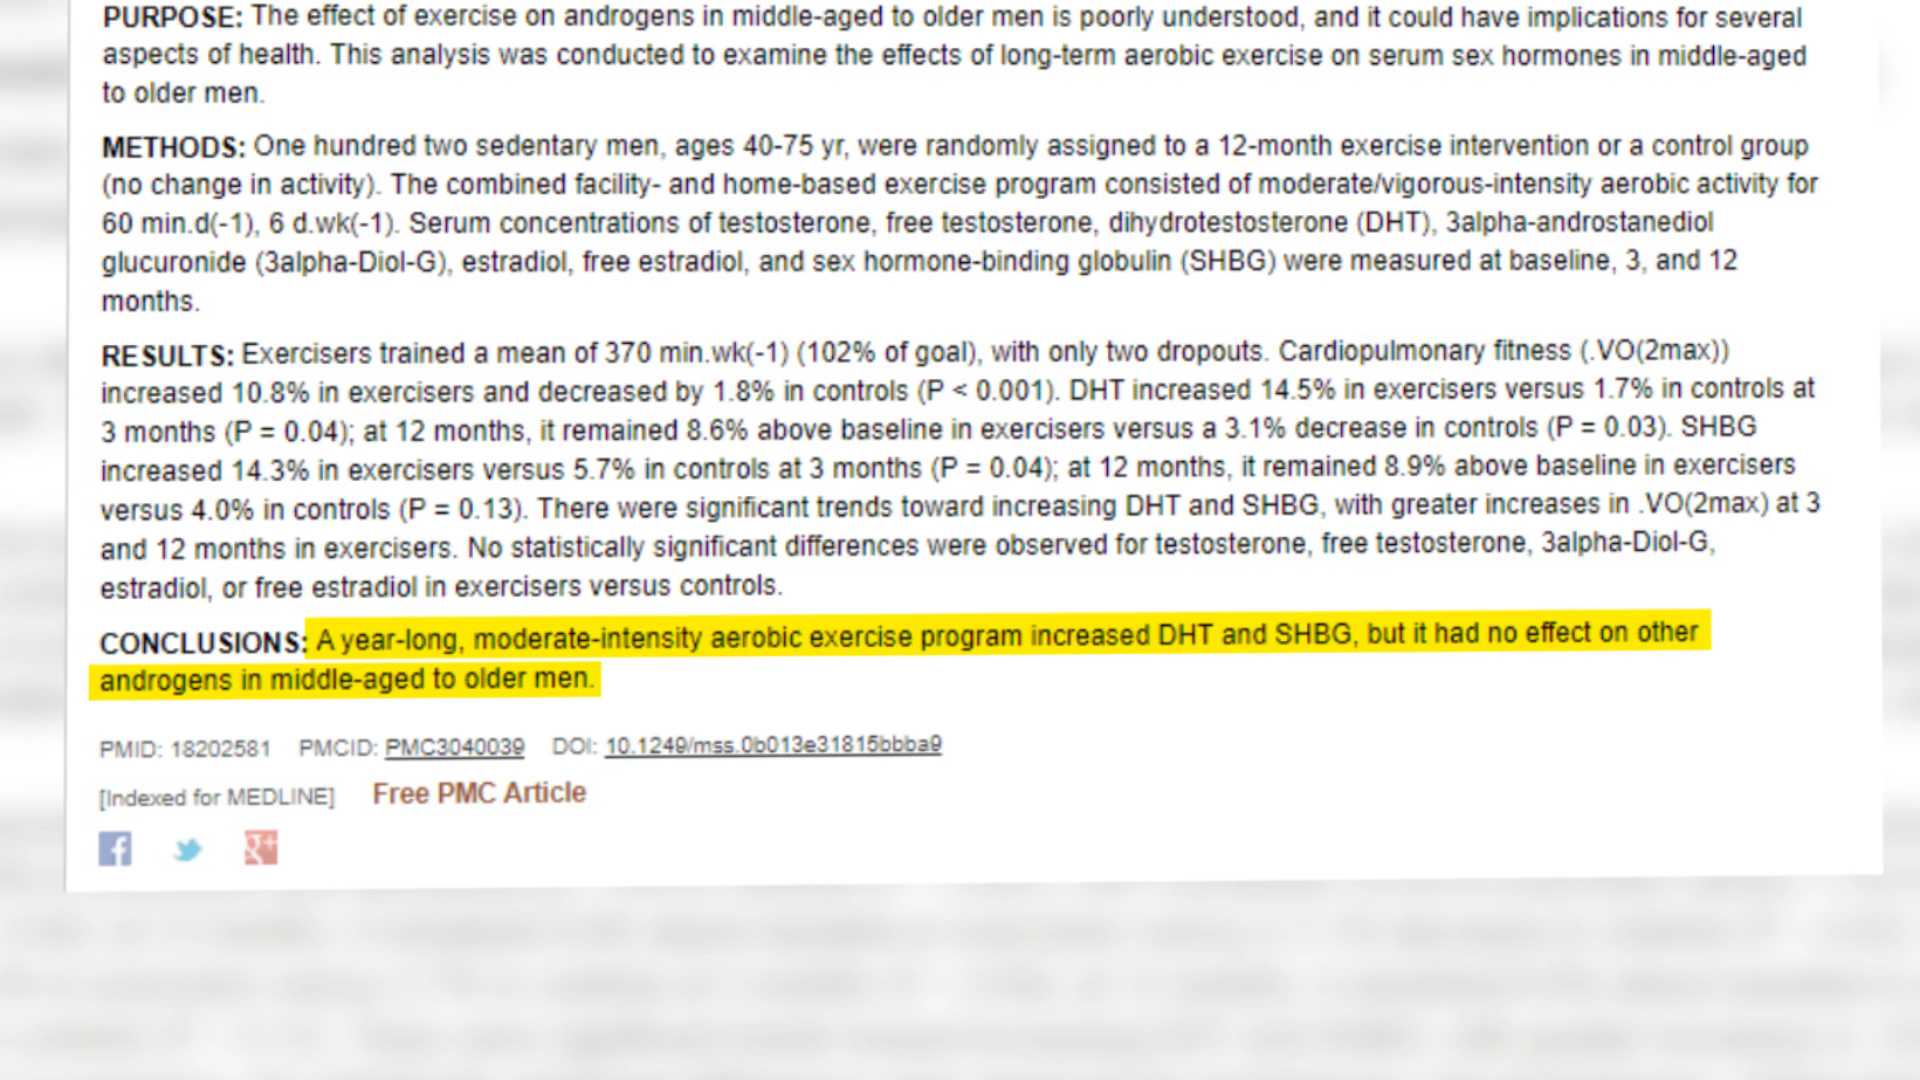 PURPOSE: The effect of exercise on androgens in middle-aged to older men is poorly understood, and it could have implications for several
aspects of health. This analysis was conducted to examine the effects of long-term aerobic exercise on serum sex hormones in middle-aged
to older men.
METHODS: One hundred two sedentary men, ages 40-75 yr, were randomly assigned to a 12-month exercise intervention or a control group
(no change in activity). The combined facility- and home-based exercise program consisted of moderate/vigorous-intensity aerobic activity for
60 min.d(-1), 6 d.wk(-1). Serum concentrations of testosterone, free testosterone, dihydrotestosterone (DHT), 3alpha-androstanediol
glucuronide (3alpha-Diol-G), estradiol, free estradiol, and sex hormone-binding globulin (SHBG) were measured at baseline, 3, and 12
months.
RESULTS: Exercisers trained a mean of 370 min.wk(-1) (102% of goal), with only two dropouts. Cardiopulmonary fitness (.VO(2max))
increased 10.8% in exercisers and decreased by 1.8% in controls (P < 0.001). DHT increased 14.5% in exercisers versus 1.7% in controls at
3 months (P = 0.04); at 12 months, it remained 8.6% above baseline in exercisers versus a 3.1% decrease in controls (P = 0.03). SHBG
increased 14.3% in exercisers versus 5.7% in controls at 3 months (P = 0.04); at 12 months, it remained 8.9% above baseline in exercisers
versus 4.0% in controls (P = 0.13). There were significant trends toward increasing DHT and SHBG, with greater increases in .VO(2max) at 3
and 12 months in exercisers. No statistically significant differences were observed for testosterone, free testosterone, 3alpha-Diol-G,
estradiol, or free estradiol in exercisers versus controls.
CONCLUSIONS: A year-long, moderate-intensity aerobic exercise program increased DHT and SHBG, but it had no effect on other
androgens in middle-aged to older men.
PMID: 18202581 PMCID: PMC3040039 DOI: 10.1249/mss.0b013e31815bbba9
[Indexed for MEDLINE] Free PMC Article
f g+